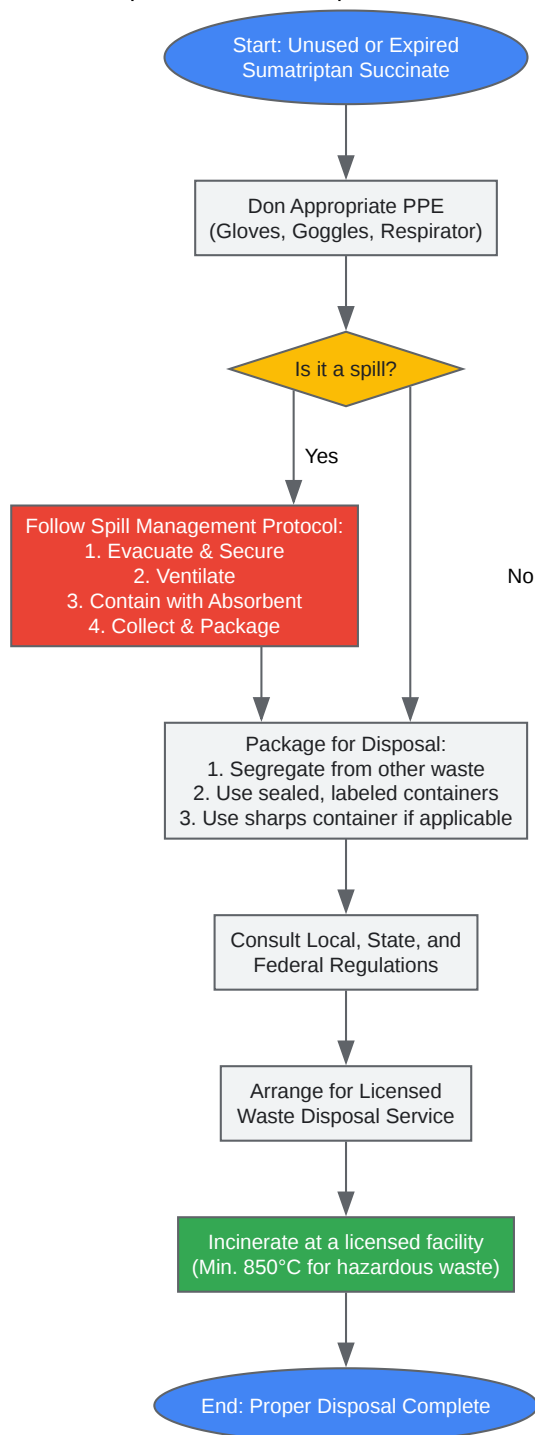 Start: Unused or Expired
Sumatriptan Succinate
Don Appropriate PPE
(Gloves, Goggles, Respirator)
Is it a spill?
Yes
Follow Spill Management Protocol:
1. Evacuate & Secure
2. Ventilate
3. Contain with Absorbent
4. Collect & Package
No
Package for Disposal:
1. Segregate from other waste
2. Use sealed, labeled containers
3. Use sharps container if applicable
Consult Local, State, and
Federal Regulations
Arrange for Licensed
Waste Disposal Service
Incinerate at a licensed facility
(Min. 850°C for hazardous waste)
End: Proper Disposal Complete